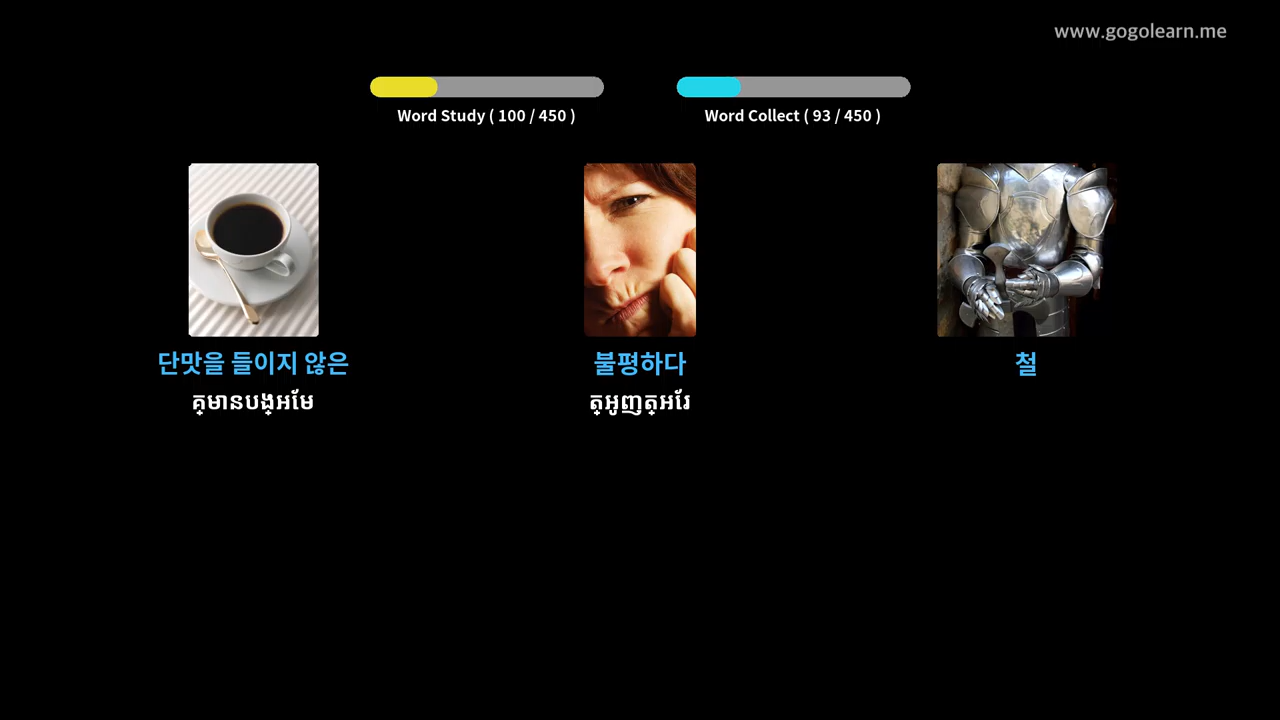 www.gogolearn.me
Word Study ( 100 / 450 )
Word Collect ( 93 / 450 )
단맛을 들이지 않은
불평하다
철
គ្មានបង្អមែ
ត្អូញត្អរែ